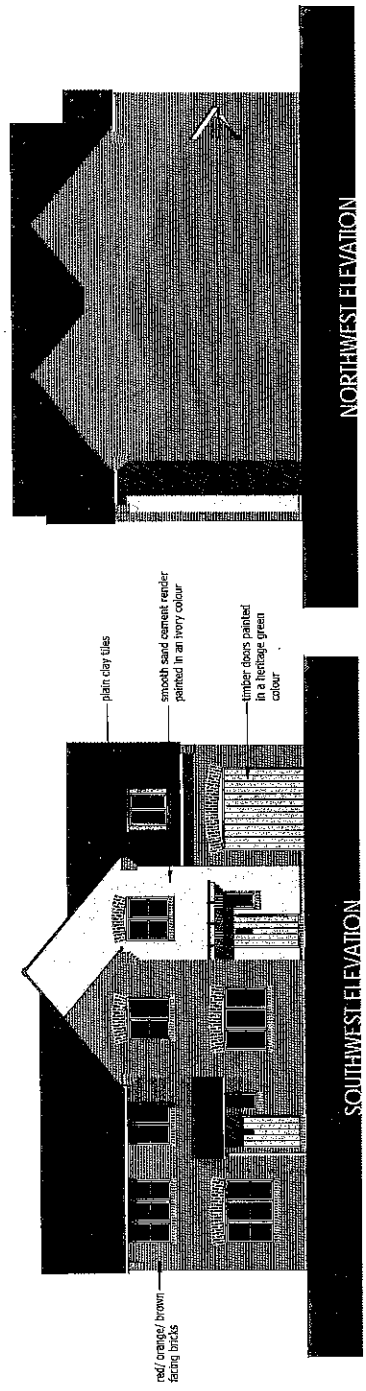 red/ orange/ brown
facing bricks
plain clay tiles
smooth sand cement render
painted in an ivory colour
timber doors painted
in a heritage green
colour
SOUTHWEST ELEVATION
NORTHWEST ELEVATION